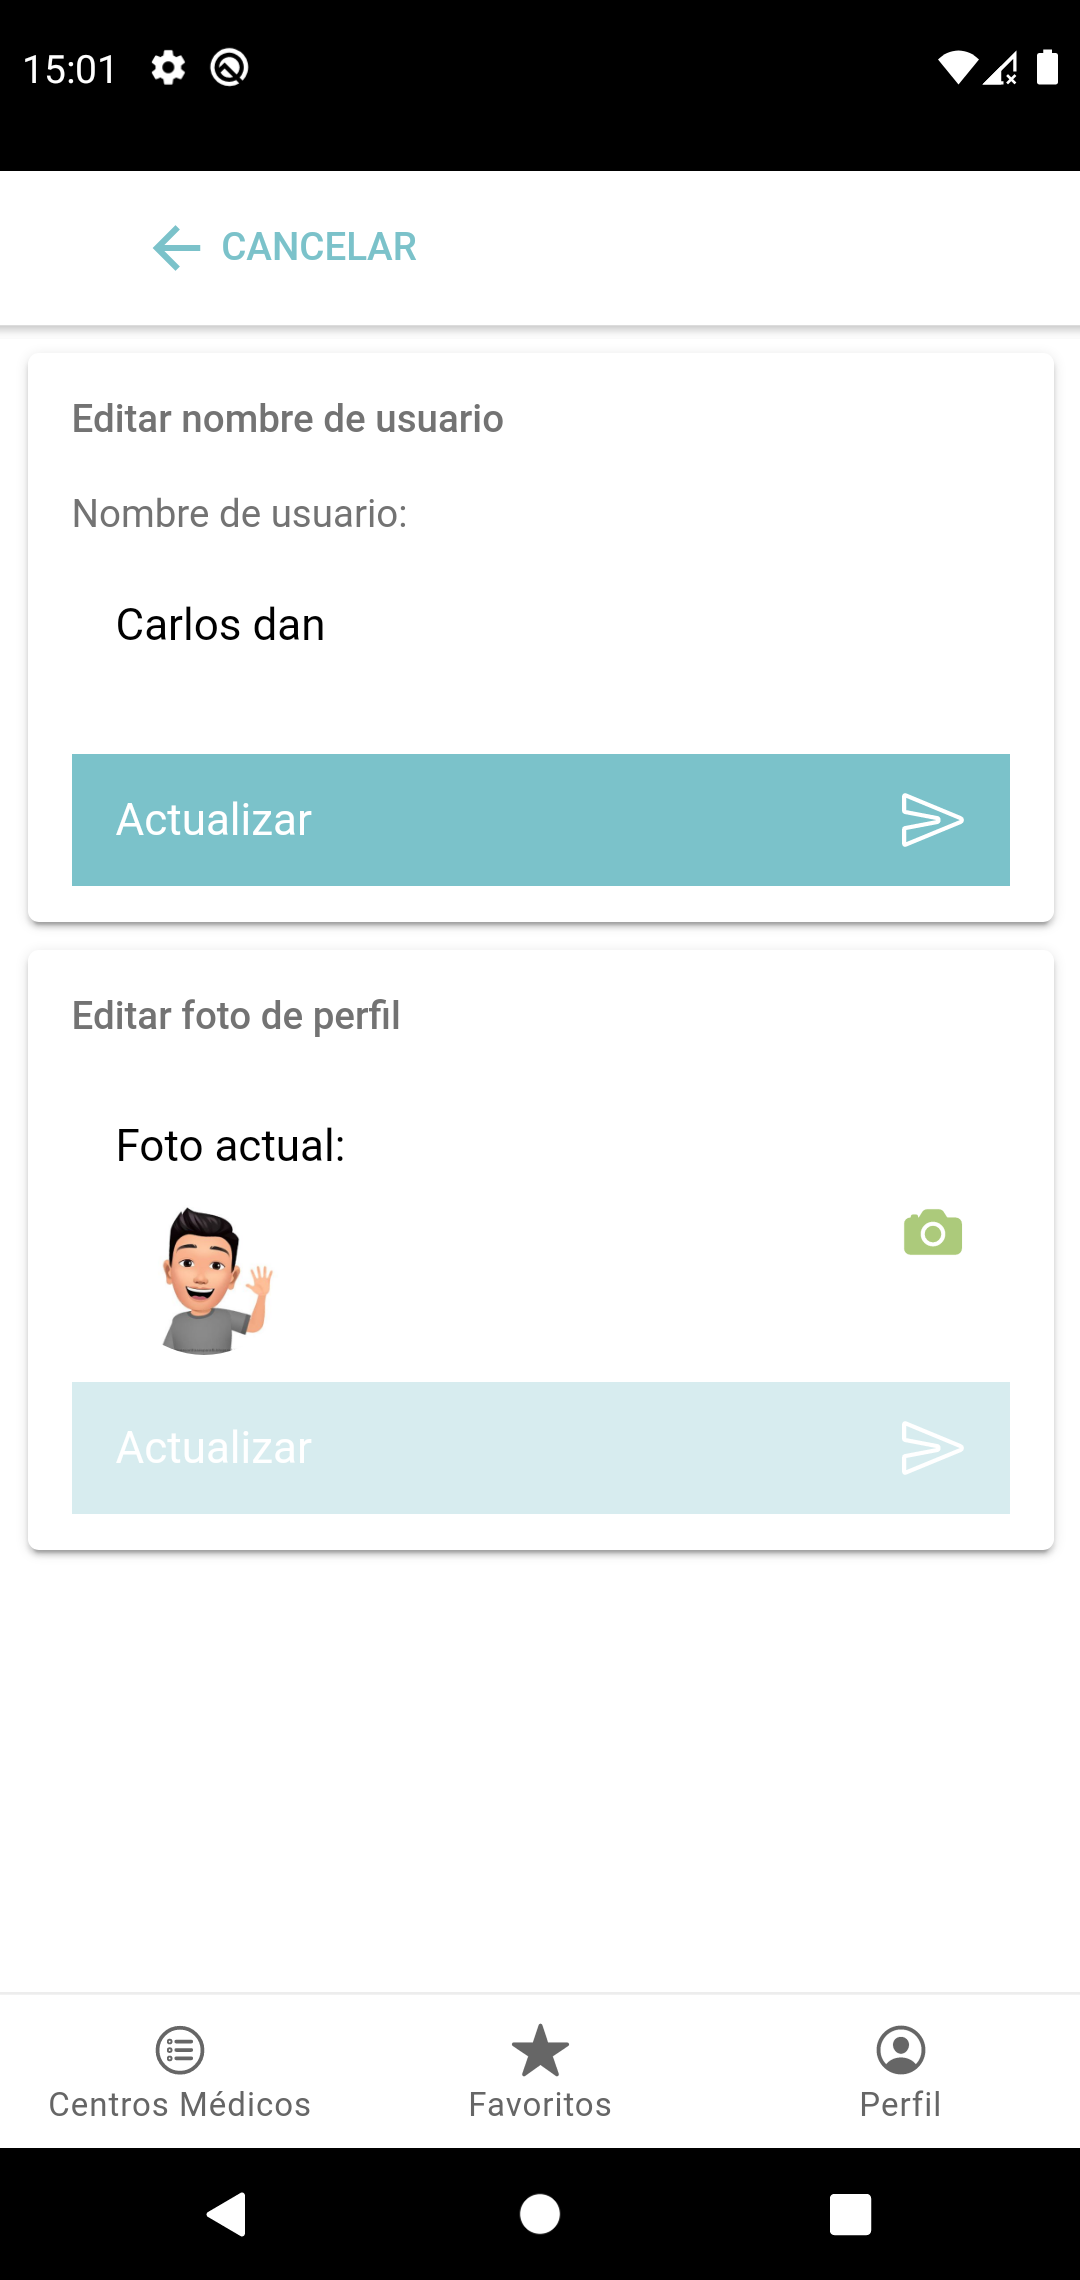 15:01
CANCELAR
Editar nombre de usuario
Nombre de usuario:
Carlos dan
Actualizar
Editar foto de perfil
Foto actual:
Actualizar
Centros Médicos
Favoritos
Perfil